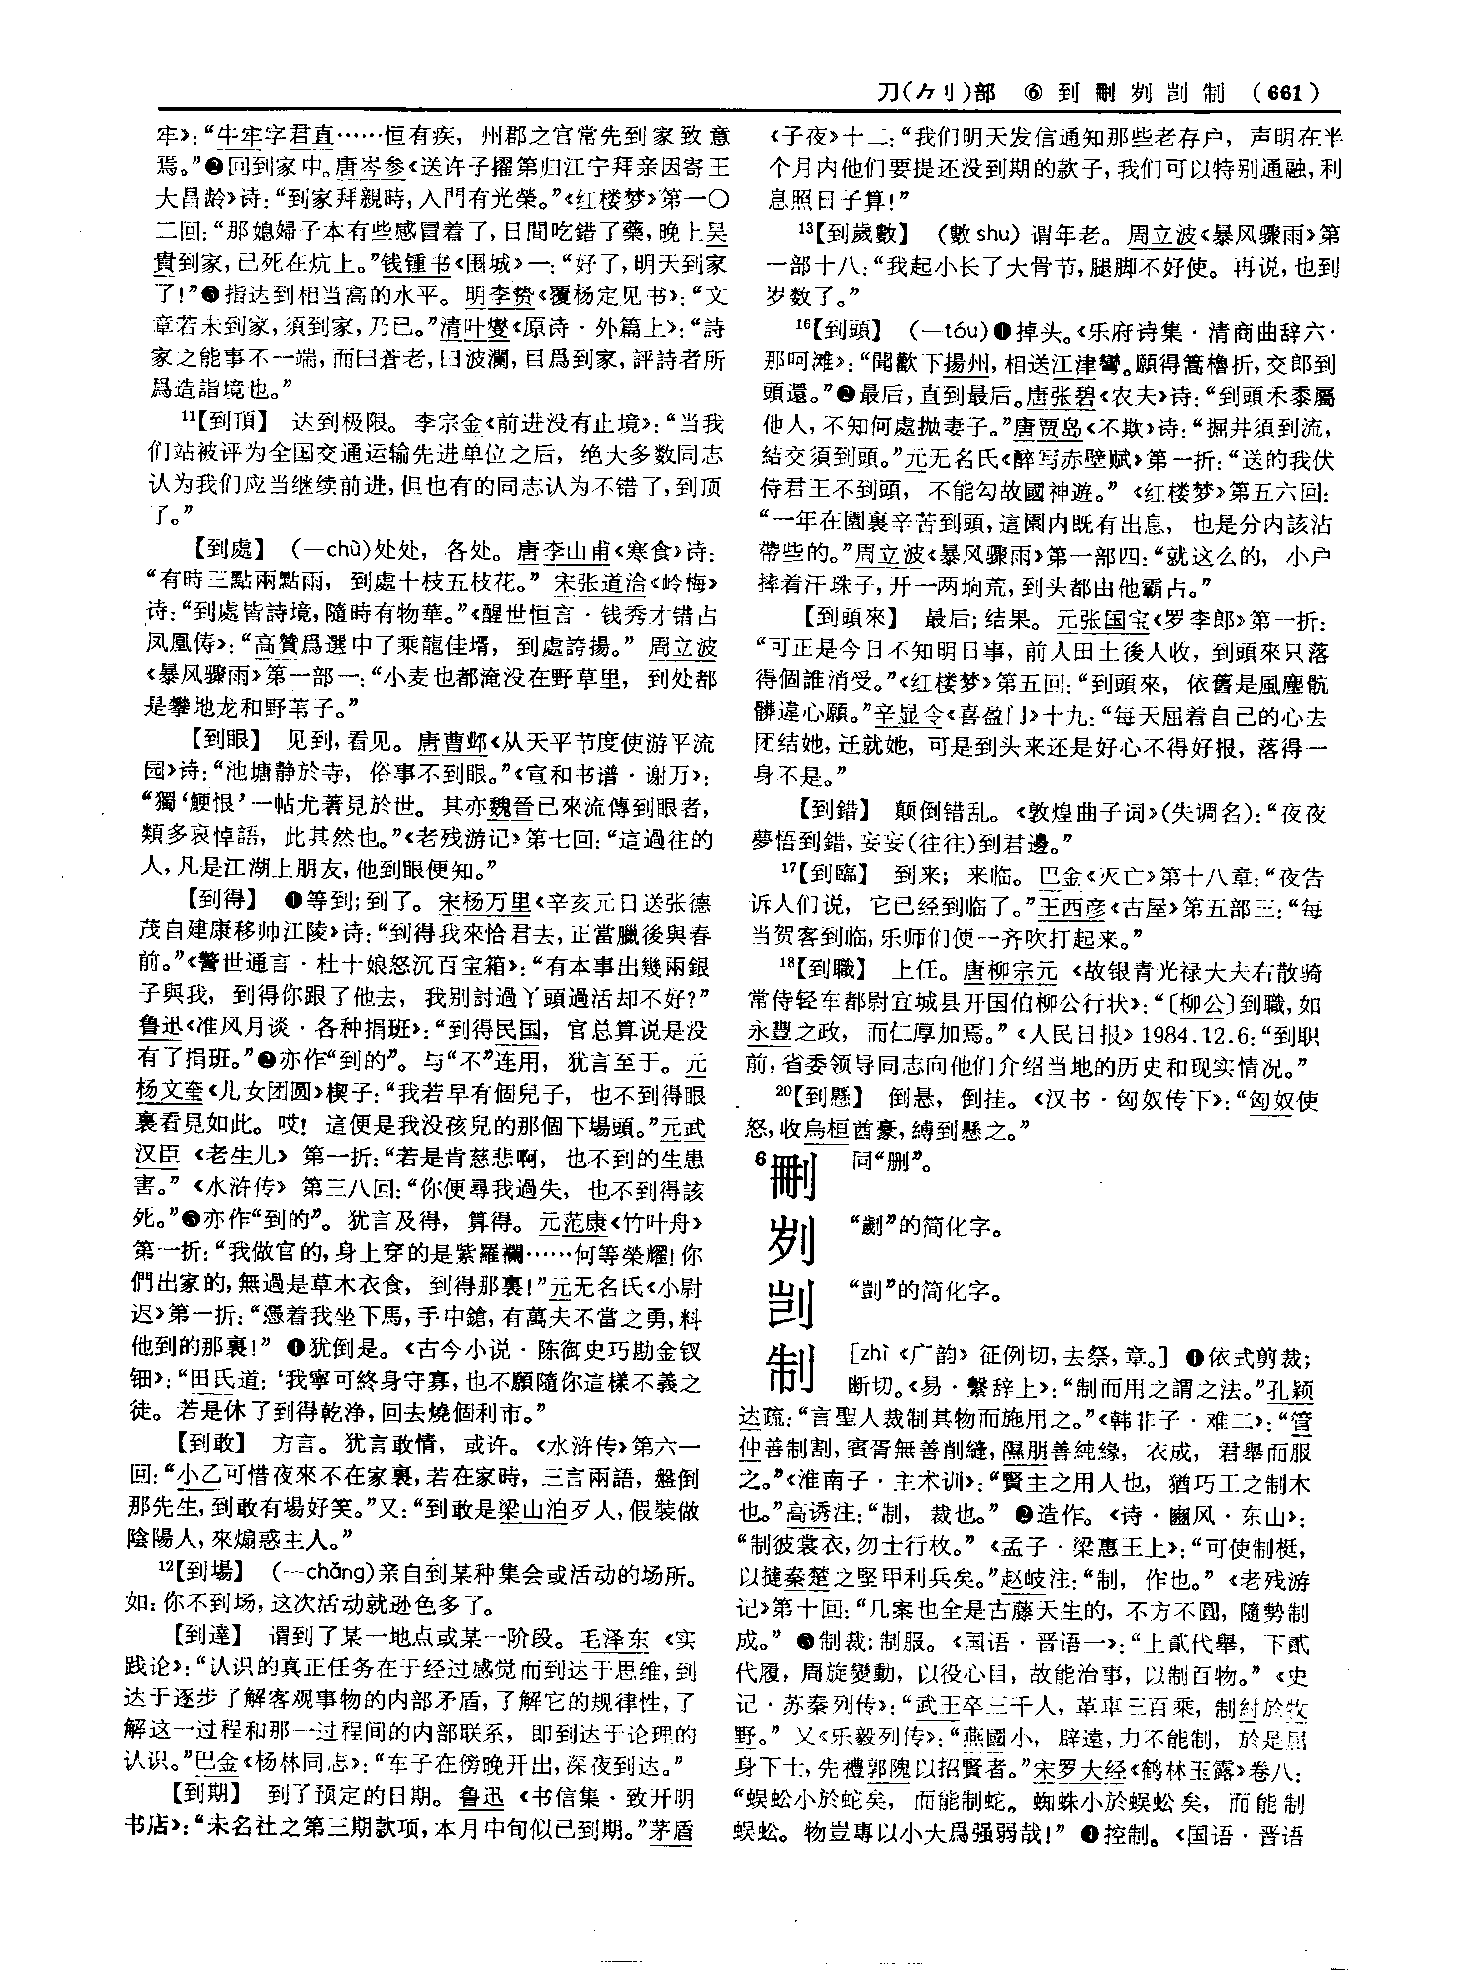 刀(⺈刂)部 ⑥ 到 刪 刿 剀 制 (661)
牢》：“牛牢字君直……恒有疾，州郡之官常先到家致意
焉。”❷回到家中。唐岑参《送许子擢第归江宁拜亲因寄王
大昌龄》诗：“到家拜親時，入門有光榮。”《红楼梦》第一〇
二回：“那媳婦子本有些感冒着了，日間吃錯了藥，晚上吴
貴到家，已死在炕上。”钱锺书《围城》一：“好了，明天到家
了！”❸指达到相当高的水平。明李贽《覆杨定见书》：“文
章若未到家，須到家，乃已。”清叶燮《原诗·外篇上》：“詩
家之能事不一端，而曰蒼老，曰波瀾，目爲到家，評詩者所
爲造詣境也。”
11【到頂】 达到极限。李宗金《前进没有止境》：“当我
们站被评为全国交通运输先进单位之后，绝大多数同志
认为我们应当继续前进，但也有的同志认为不错了，到顶
了。”
【到處】 （一chù）处处，各处。唐李山甫《寒食》诗：
“有時三點兩點雨，到處十枝五枝花。” 宋张道洽《岭梅》
诗：“到處皆詩境，隨時有物華。”《醒世恒言·钱秀才错占
凤凰俦》：“高贊爲選中了乘龍佳壻，到處誇揚。” 周立波
《暴风骤雨》第一部一：“小麦也都淹没在野草里，到处都
是攀地龙和野苇子。”
【到眼】 见到，看见。唐曹邺《从天平节度使游平流
园》诗：“池塘静於寺，俗事不到眼。”《宣和书谱·谢万》：
“獨‘鯁恨’一帖尤著見於世。其亦魏晉已來流傳到眼者，
類多哀悼語，此其然也。”《老残游记》第七回：“這過往的
人，凡是江湖上朋友，他到眼便知。”
【到得】 ❶等到；到了。宋杨万里《辛亥元日送张德
茂自建康移帅江陵》诗：“到得我來恰君去，正當臘後與春
前。”《警世通言·杜十娘怒沉百宝箱》：“有本事出幾兩銀
子與我，到得你跟了他去，我别討過丫頭過活却不好？”
鲁迅《准风月谈·各种捐班》：“到得民国，官总算说是没
有了捐班。”❷亦作“到的”。与“不”连用，犹言至于。元
杨文奎《儿女团圆》楔子：“我若早有個兒子，也不到得眼
裏看見如此。哎！這便是我没孩兒的那個下場頭。”元武
汉臣《老生儿》第一折：“若是肯慈悲啊，也不到的生患
害。”《水浒传》第三八回：“你便尋我過失，也不到得該
死。”❸亦作“到的”。犹言及得，算得。元范康《竹叶舟》
第一折：“我做官的，身上穿的是紫羅襴……何等榮耀！你
們出家的，無過是草木衣食，到得那裏！”元无名氏《小尉
迟》第一折：“憑着我坐下馬，手中鎗，有萬夫不當之勇，料
他到的那裏！” ❹犹倒是。《古今小说·陈御史巧勘金钗
钿》：“田氏道：‘我寧可終身守寡，也不願隨你這樣不義之
徒。若是休了到得乾净，回去燒個利市。”
【到敢】 方言。犹言敢情，或许。《水浒传》第六一
回：“小乙可惜夜來不在家裏，若在家時，三言兩語，盤倒
那先生，到敢有場好笑。”又：“到敢是梁山泊歹人，假裝做
陰陽人，來煽惑主人。”
12【到場】 （一chǎng）亲自到某种集会或活动的场所。
如：你不到场，这次活动就逊色多了。
【到達】 谓到了某一地点或某一阶段。毛泽东《实
践论》：“认识的真正任务在于经过感觉而到达于思维，到
达于逐步了解客观事物的内部矛盾，了解它的规律性，了
解这一过程和那一过程间的内部联系，即到达于论理的
认识。”巴金《杨林同志》：“车子在傍晚开出，深夜到达。”
【到期】 到了预定的日期。鲁迅《书信集·致开明
书店》：“未名社之第三期款项，本月中旬似已到期。”茅盾
《子夜》十二：“我们明天发信通知那些老存户，声明在半
个月内他们要提还没到期的款子，我们可以特别通融，利
息照日子算！”
13【到歲數】 （數shu）谓年老。周立波《暴风骤雨》第
一部十八：“我起小长了大骨节，腿脚不好使。再说，也到
岁数了。”
16【到頭】 （一tóu）❶掉头。《乐府诗集·清商曲辞六·
那呵滩》：“聞歡下揚州，相送江津彎。願得篙櫓折，交郎到
頭還。”❷最后，直到最后。唐张碧《农夫》诗：“到頭禾黍屬
他人，不知何處抛妻子。”唐贾岛《不欺》诗：“掘井須到流，
結交須到頭。”元无名氏《醉写赤壁赋》第一折：“送的我伏
侍君王不到頭，不能勾故國神遊。”《红楼梦》第五六回：
“一年在園裏辛苦到頭，這園内既有出息，也是分内該沾
帶些的。”周立波《暴风骤雨》第一部四：“就这么的，小户
摔着汗珠子，开一两垧荒，到头都由他霸占。”
【到頭來】 最后；结果。元张国宝《罗李郎》第一折：
“可正是今日不知明日事，前人田土後人收，到頭來只落
得個誰消受。”《红楼梦》第五回：“到頭來，依舊是風塵骯
髒違心願。”辛显令《喜盈门》十九：“每天屈着自己的心去
团结她，迁就她，可是到头来还是好心不得好报，落得一
身不是。”
【到錯】 颠倒错乱。《敦煌曲子词》（失调名）：“夜夜
夢悟到錯，妄妄（往往）到君邊。”
17【到臨】 到来；来临。巴金《灭亡》第十八章：“夜告
诉人们说，它已经到临了。”王西彦《古屋》第五部三：“每
当贺客到临，乐师们便一齐吹打起来。”
18【到職】 上任。唐柳宗元《故银青光禄大夫右散骑
常侍轻车都尉宜城县开国伯柳公行状》：“〔柳公〕到職，如
永豐之政，而仁厚加焉。”《人民日报》1984.12.6：“到职
前，省委领导同志向他们介绍当地的历史和现实情况。”
20【到懸】 倒悬，倒挂。《汉书·匈奴传下》：“匈奴使
怒，收烏桓酋豪，縛到懸之。”
6刪 同“删”。
刿 “劌”的简化字。
剀 “剴”的简化字。
制 [zhì《广韵》征例切，去祭，章。] ❶依式剪裁；
断切。《易·繫辞上》：“制而用之謂之法。”孔颖
达疏：“言聖人裁制其物而施用之。”《韩非子·难二》：“管
仲善制割，賓胥無善削縫，隰朋善純緣，衣成，君舉而服
之。”《淮南子·主术训》：“賢主之用人也，猶巧工之制木
也。”高诱注：“制，裁也。” ❷造作。《诗·豳风·东山》：
“制彼裳衣，勿士行枚。”《孟子·梁惠王上》：“可使制梃，
以撻秦楚之堅甲利兵矣。”赵岐注：“制，作也。”《老残游
记》第十回：“几案也全是古藤天生的，不方不圓，隨勢制
成。” ❸制裁；制服。《国语·晋语一》：“上貳代舉，下貳
代履，周旋變動，以役心目，故能治事，以制百物。”《史
记·苏秦列传》：“武王卒三千人，革車三百乘，制紂於牧
野。” 又《乐毅列传》：“燕國小，辟遠，力不能制，於是屈
身下士，先禮郭隗以招賢者。”宋罗大经《鹤林玉露》卷八：
“蜈蚣小於蛇矣，而能制蛇。蜘蛛小於蜈蚣矣，而能制
蜈蚣。物豈專以小大爲强弱哉！” ❹控制。《国语·晋语